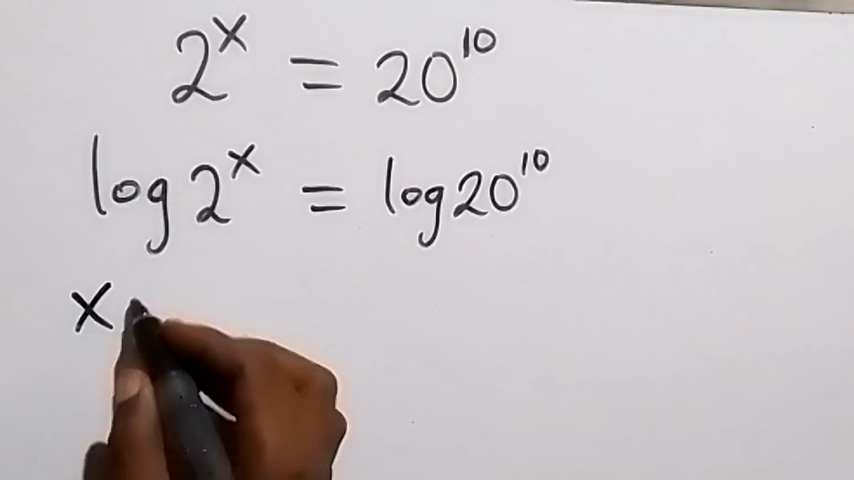 2^x = 20^10
log 2^x = log 20^10
x